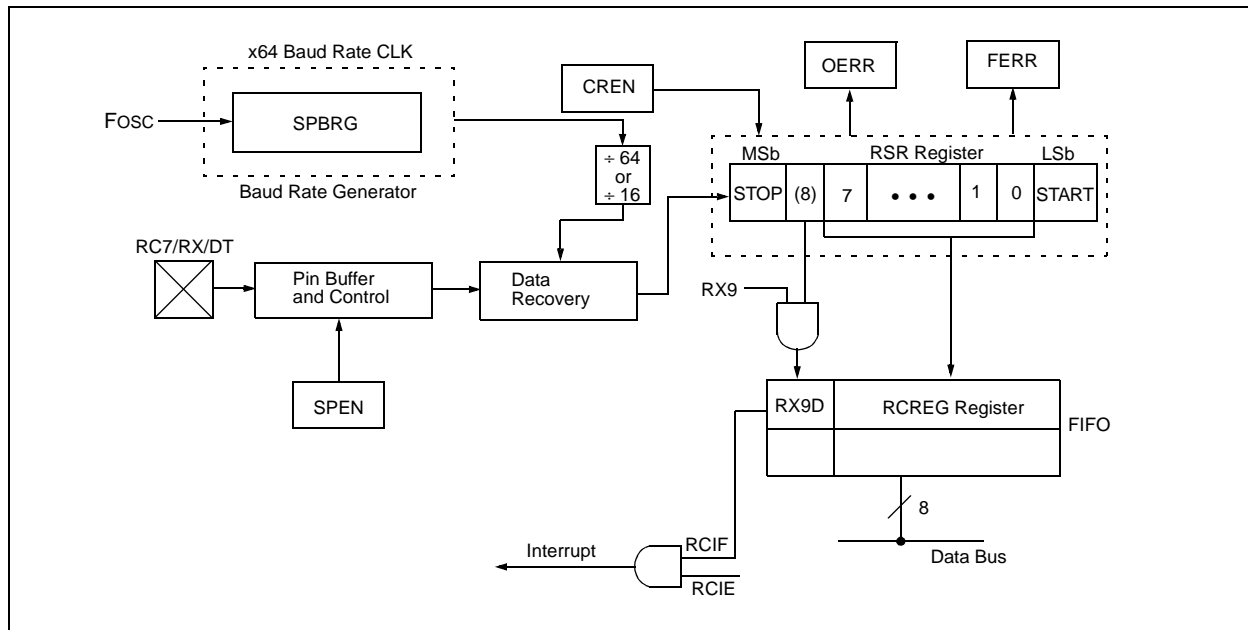 x64 Baud Rate CLK
FOSC
SPBRG
Baud Rate Generator
CREN
OERR
FERR
÷ 64
or
÷ 16
MSb
RSR Register
LSb
STOP
(8)
7
• • •
1
0
START
RC7/RX/DT
Pin Buffer
and Control
Data
Recovery
SPEN
RX9
RX9D
RCREG Register
FIFO
8
Data Bus
Interrupt
RCIF
RCIE